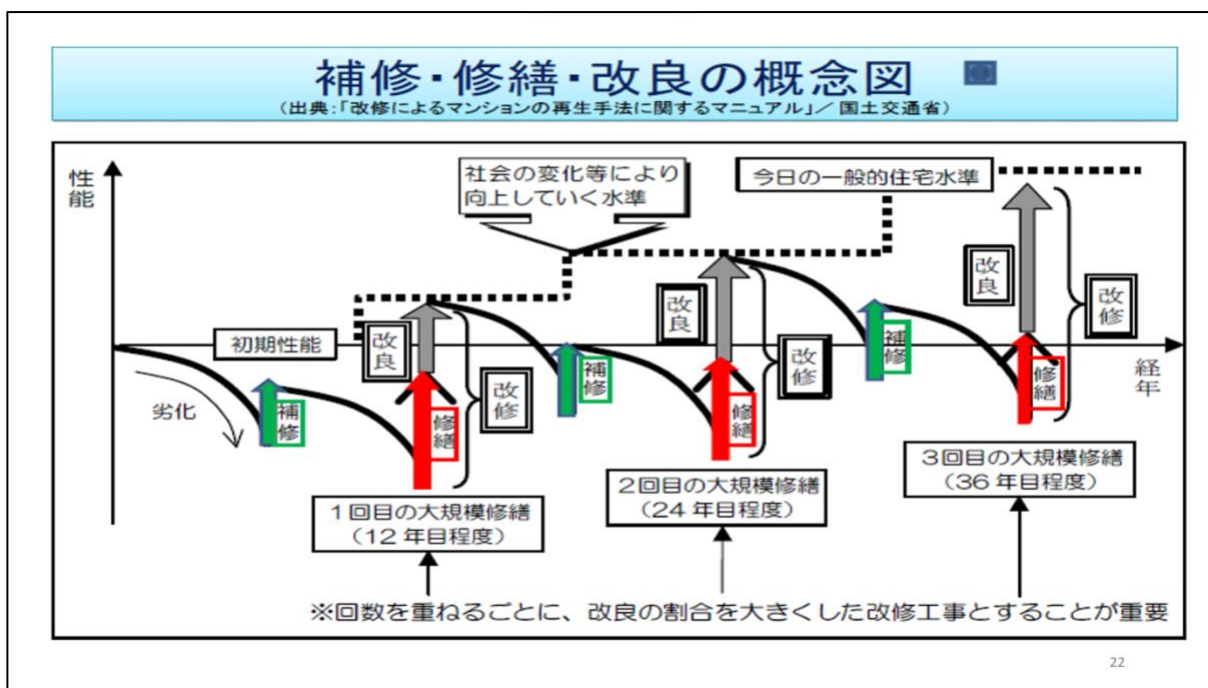 補修・修繕・改良の概念図
(出典:「改修によるマンションの再生手法に関するマニュアル」／ 国土交通省)
性能
社会の変化等により
向上していく水準
今日の一般的住宅水準
初期性能
劣化
補修
改良
修繕
改修
補修
改良
修繕
改修
補修
改良
修繕
改修
経年
1回目の大規模修繕
(12 年目程度)
2回目の大規模修繕
(24 年目程度)
3回目の大規模修繕
(36 年目程度)
※回数を重ねるごとに、改良の割合を大きくした改修工事とすることが重要
22